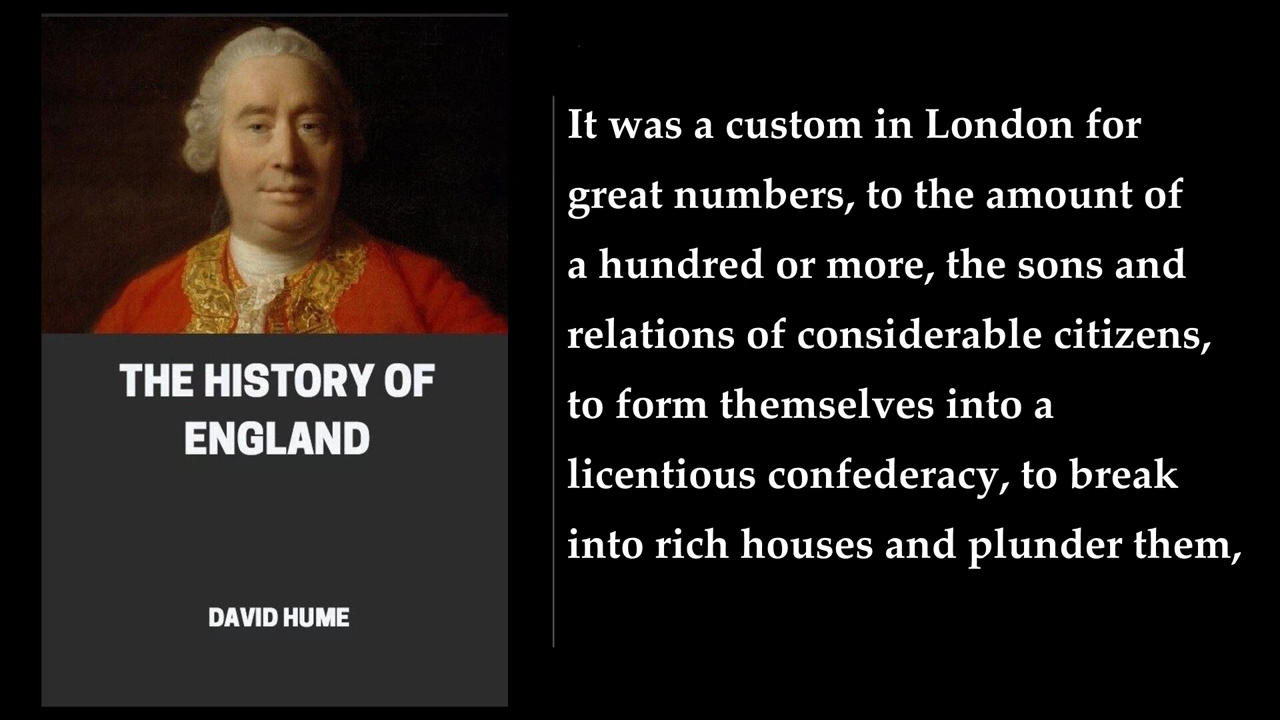 THE HISTORY OF
ENGLAND
DAVID HUME
It was a custom in London for
great numbers, to the amount of
a hundred or more, the sons and
relations of considerable citizens,
to form themselves into a
licentious confederacy, to break
into rich houses and plunder them,